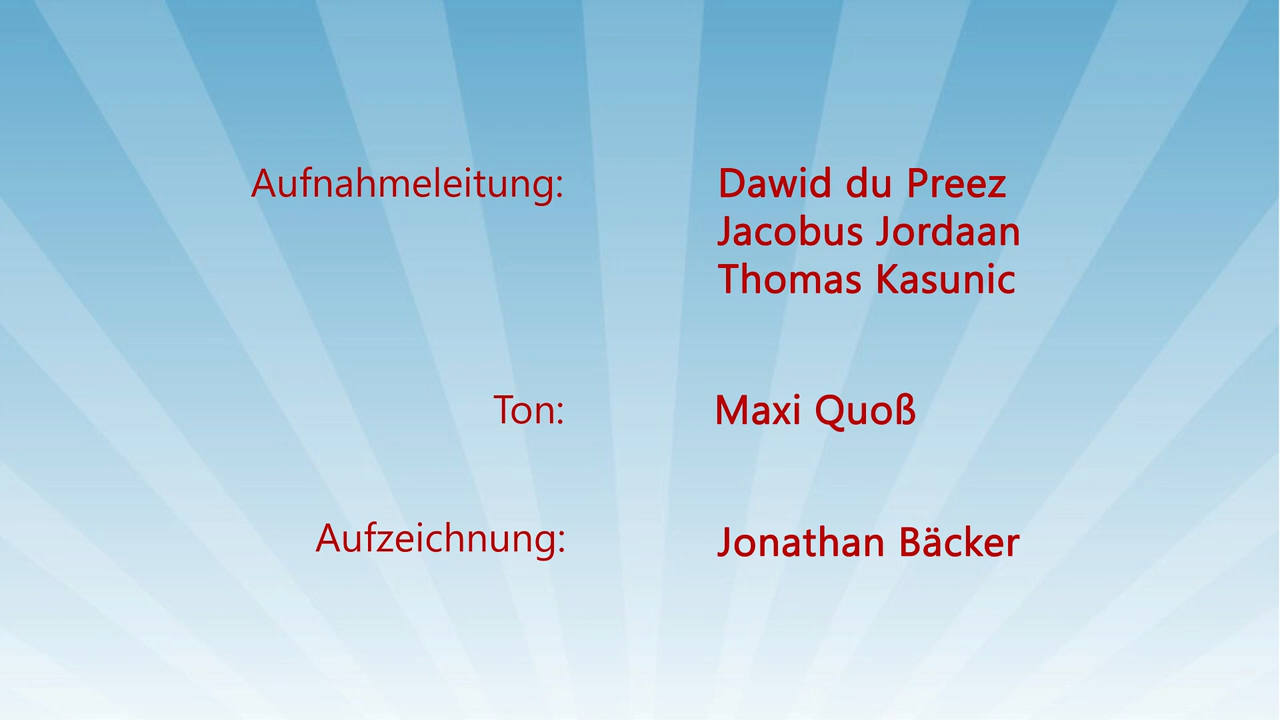 Aufnahmeleitung: Dawid du Preez
Jacobus Jordaan
Thomas Kasunic
Ton: Maxi Quoß
Aufzeichnung: Jonathan Bäcker